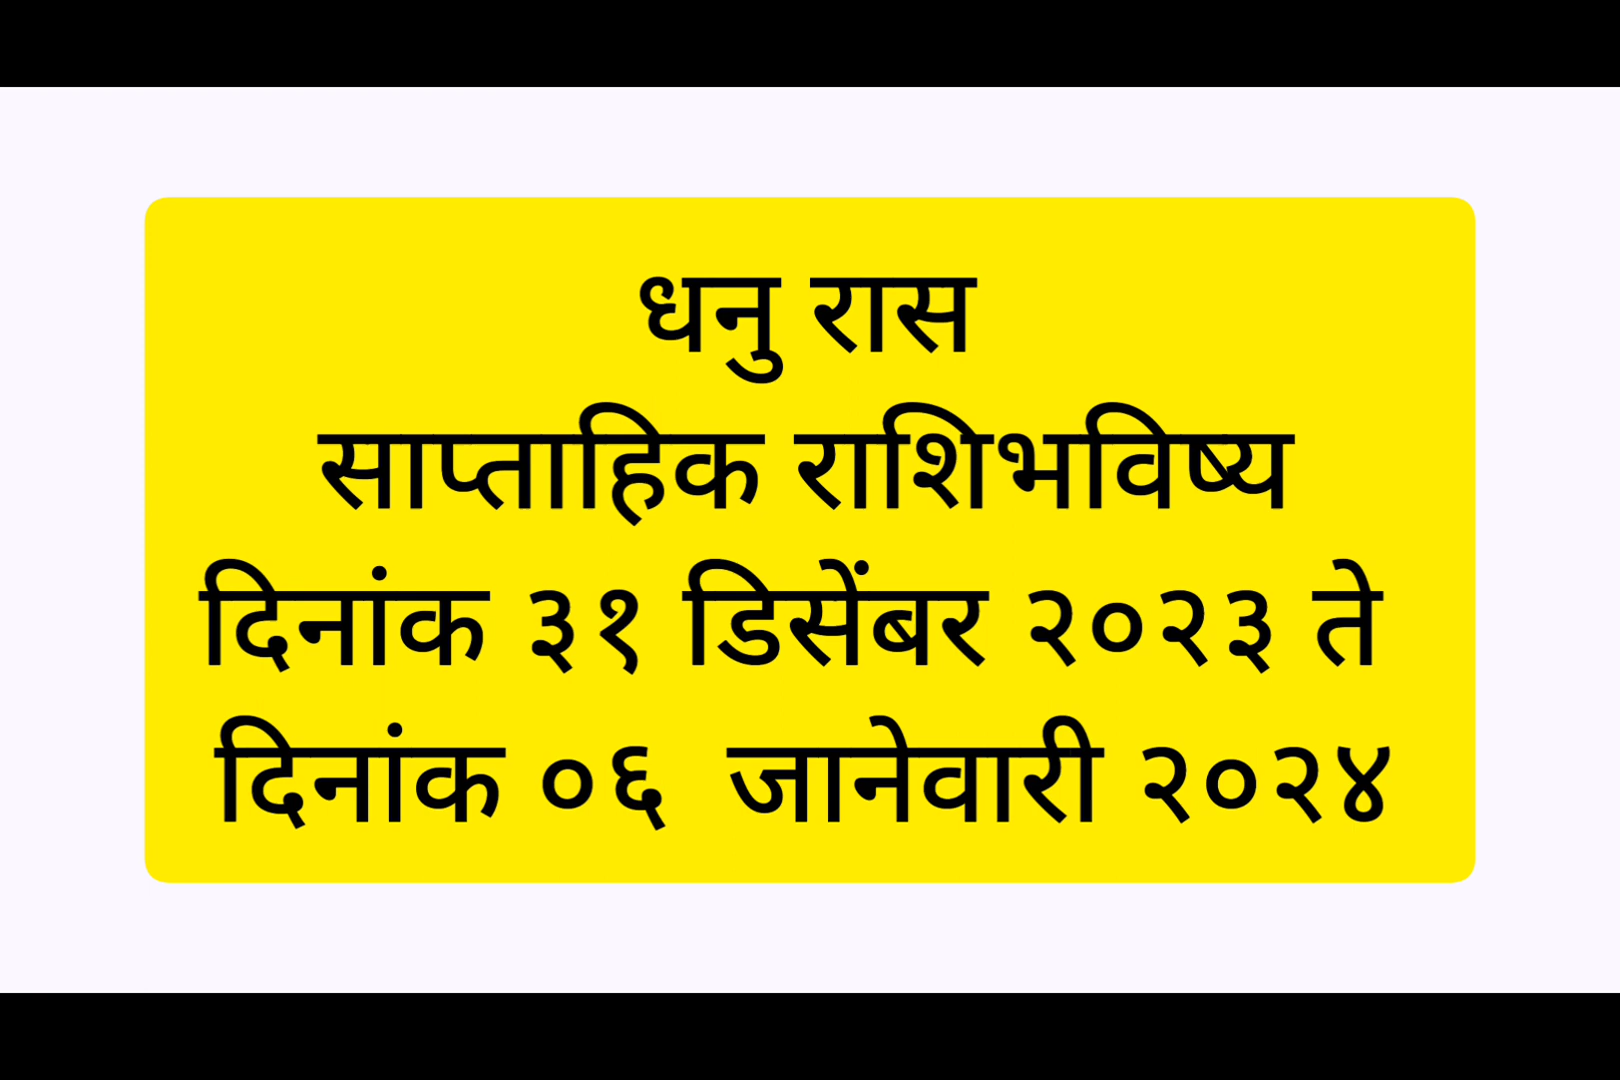 धनु रास
साप्ताहिक राशिभविष्य
दिनांक ३१ डिसेंबर २०२३ ते
दिनांक ०६ जानेवारी २०२४